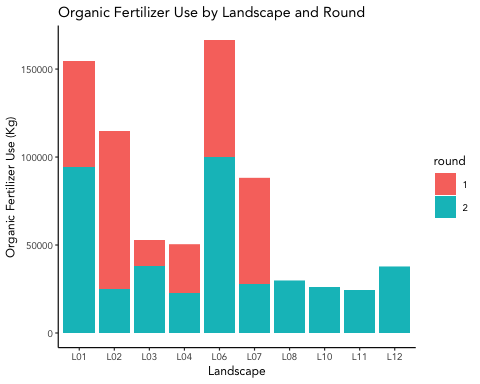 Organic Fertilizer Use by Landscape and Round
Organic Fertilizer Use (Kg)
150000
100000
50000
0
L01 L02 L03 L04 L06 L07 L08 L10 L11 L12
Landscape
round
1
2